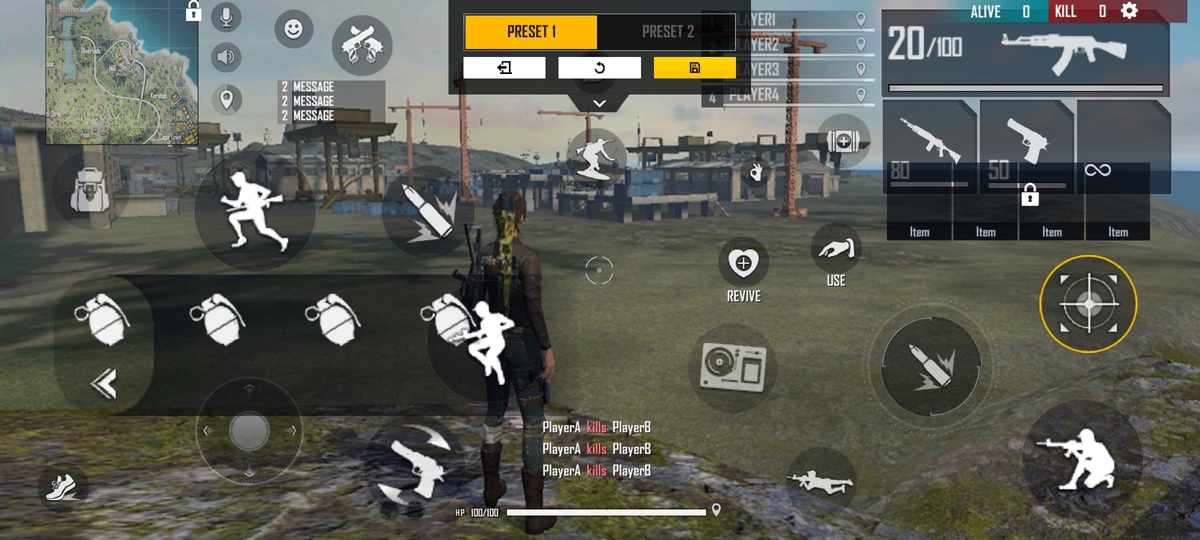 ALIVE 0 KILL 0
PRESET 1 PRESET 2
1 PLAYER1
PLAYER2
PLAYER3
4 PLAYER4
20/100
2 MESSAGE
2 MESSAGE
2 MESSAGE
80 50 ∞
Item Item Item Item
REVIVE USE
PlayerA kills PlayerB
PlayerA kills PlayerB
PlayerA kills PlayerB
HP 100/100